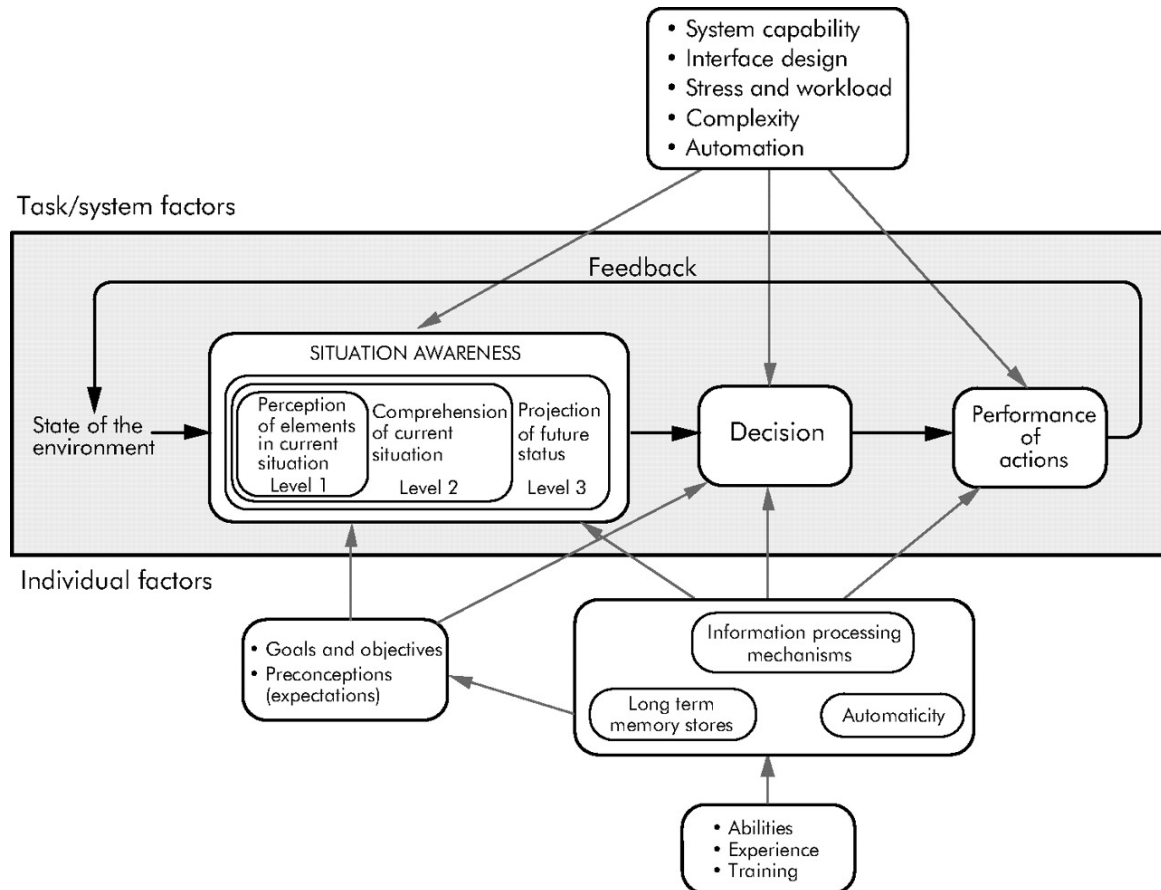 • System capability
• Interface design
• Stress and workload
• Complexity
• Automation
Task/system factors
Feedback
SITUATION AWARENESS
Perception
of elements
in current
situation
Level 1
Comprehension
of current
situation
Level 2
Projection
of future
status
Level 3
State of the
environment
Decision
Performance
of
actions
Individual factors
• Goals and objectives
• Preconceptions
(expectations)
Information processing
mechanisms
Long term
memory stores
Automaticity
• Abilities
• Experience
• Training